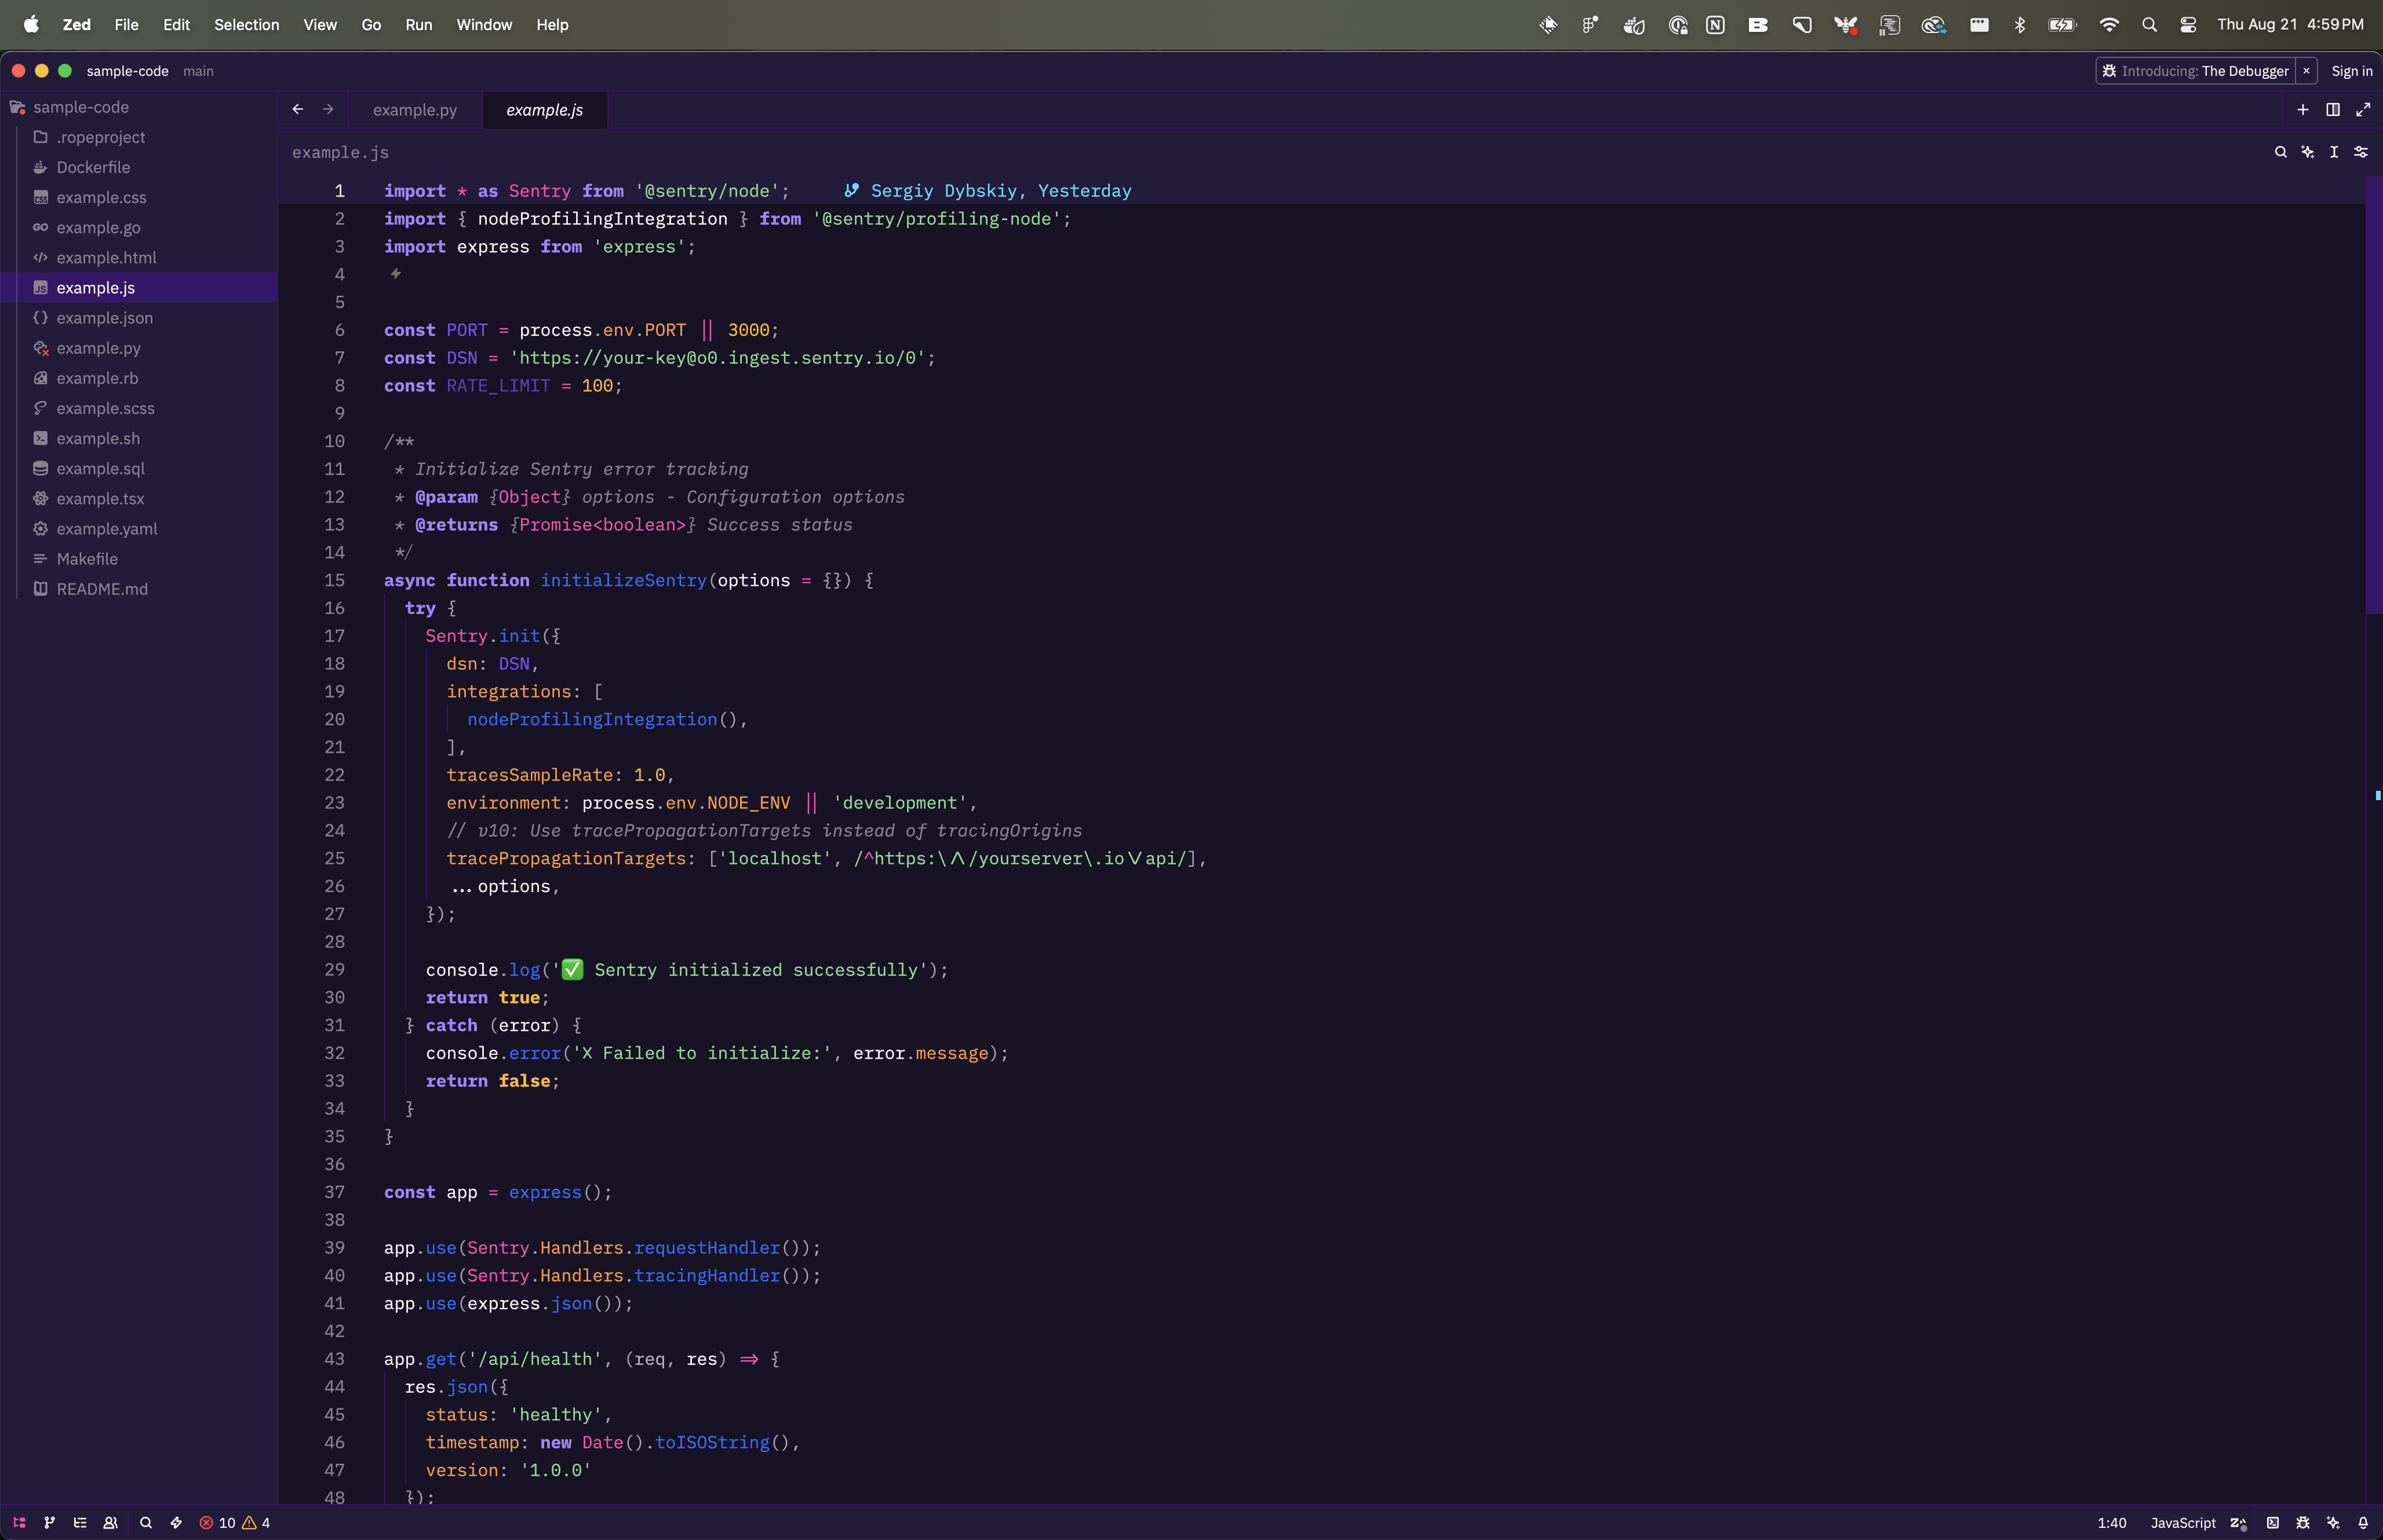 Zed File Edit Selection View Go Run Window Help Thu Aug 21 4:59 PM
sample-code main Introducing: The Debugger × Sign in
sample-code
.ropeproject
Dockerfile
example.css
example.go
example.html
example.js
example.json
example.py
example.rb
example.scss
example.sh
example.sql
example.tsx
example.yaml
Makefile
README.md
example.py example.js
example.js
1 import * as Sentry from '@sentry/node'; Sergiy Dybskiy, Yesterday
2 import { nodeProfilingIntegration } from '@sentry/profiling-node';
3 import express from 'express';
4
5
6 const PORT = process.env.PORT || 3000;
7 const DSN = 'https://your-key@o0.ingest.sentry.io/0';
8 const RATE_LIMIT = 100;
9
10 /**
11 * Initialize Sentry error tracking
12 * @param {Object} options - Configuration options
13 * @returns {Promise<boolean>} Success status
14 */
15 async function initializeSentry(options = {}) {
16 try {
17 Sentry.init({
18 dsn: DSN,
19 integrations: [
20 nodeProfilingIntegration(),
21 ],
22 tracesSampleRate: 1.0,
23 environment: process.env.NODE_ENV || 'development',
24 // v10: Use tracePropagationTargets instead of tracingOrigins
25 tracePropagationTargets: ['localhost', /^https:\/\/yourserver\.io\/api/],
26 ...options,
27 });
28
29 console.log('✅ Sentry initialized successfully');
30 return true;
31 } catch (error) {
32 console.error('X Failed to initialize:', error.message);
33 return false;
34 }
35 }
36
37 const app = express();
38
39 app.use(Sentry.Handlers.requestHandler());
40 app.use(Sentry.Handlers.tracingHandler());
41 app.use(express.json());
42
43 app.get('/api/health', (req, res) => {
44 res.json({
45 status: 'healthy',
46 timestamp: new Date().toISOString(),
47 version: '1.0.0'
48 });
10 4 1:40 JavaScript